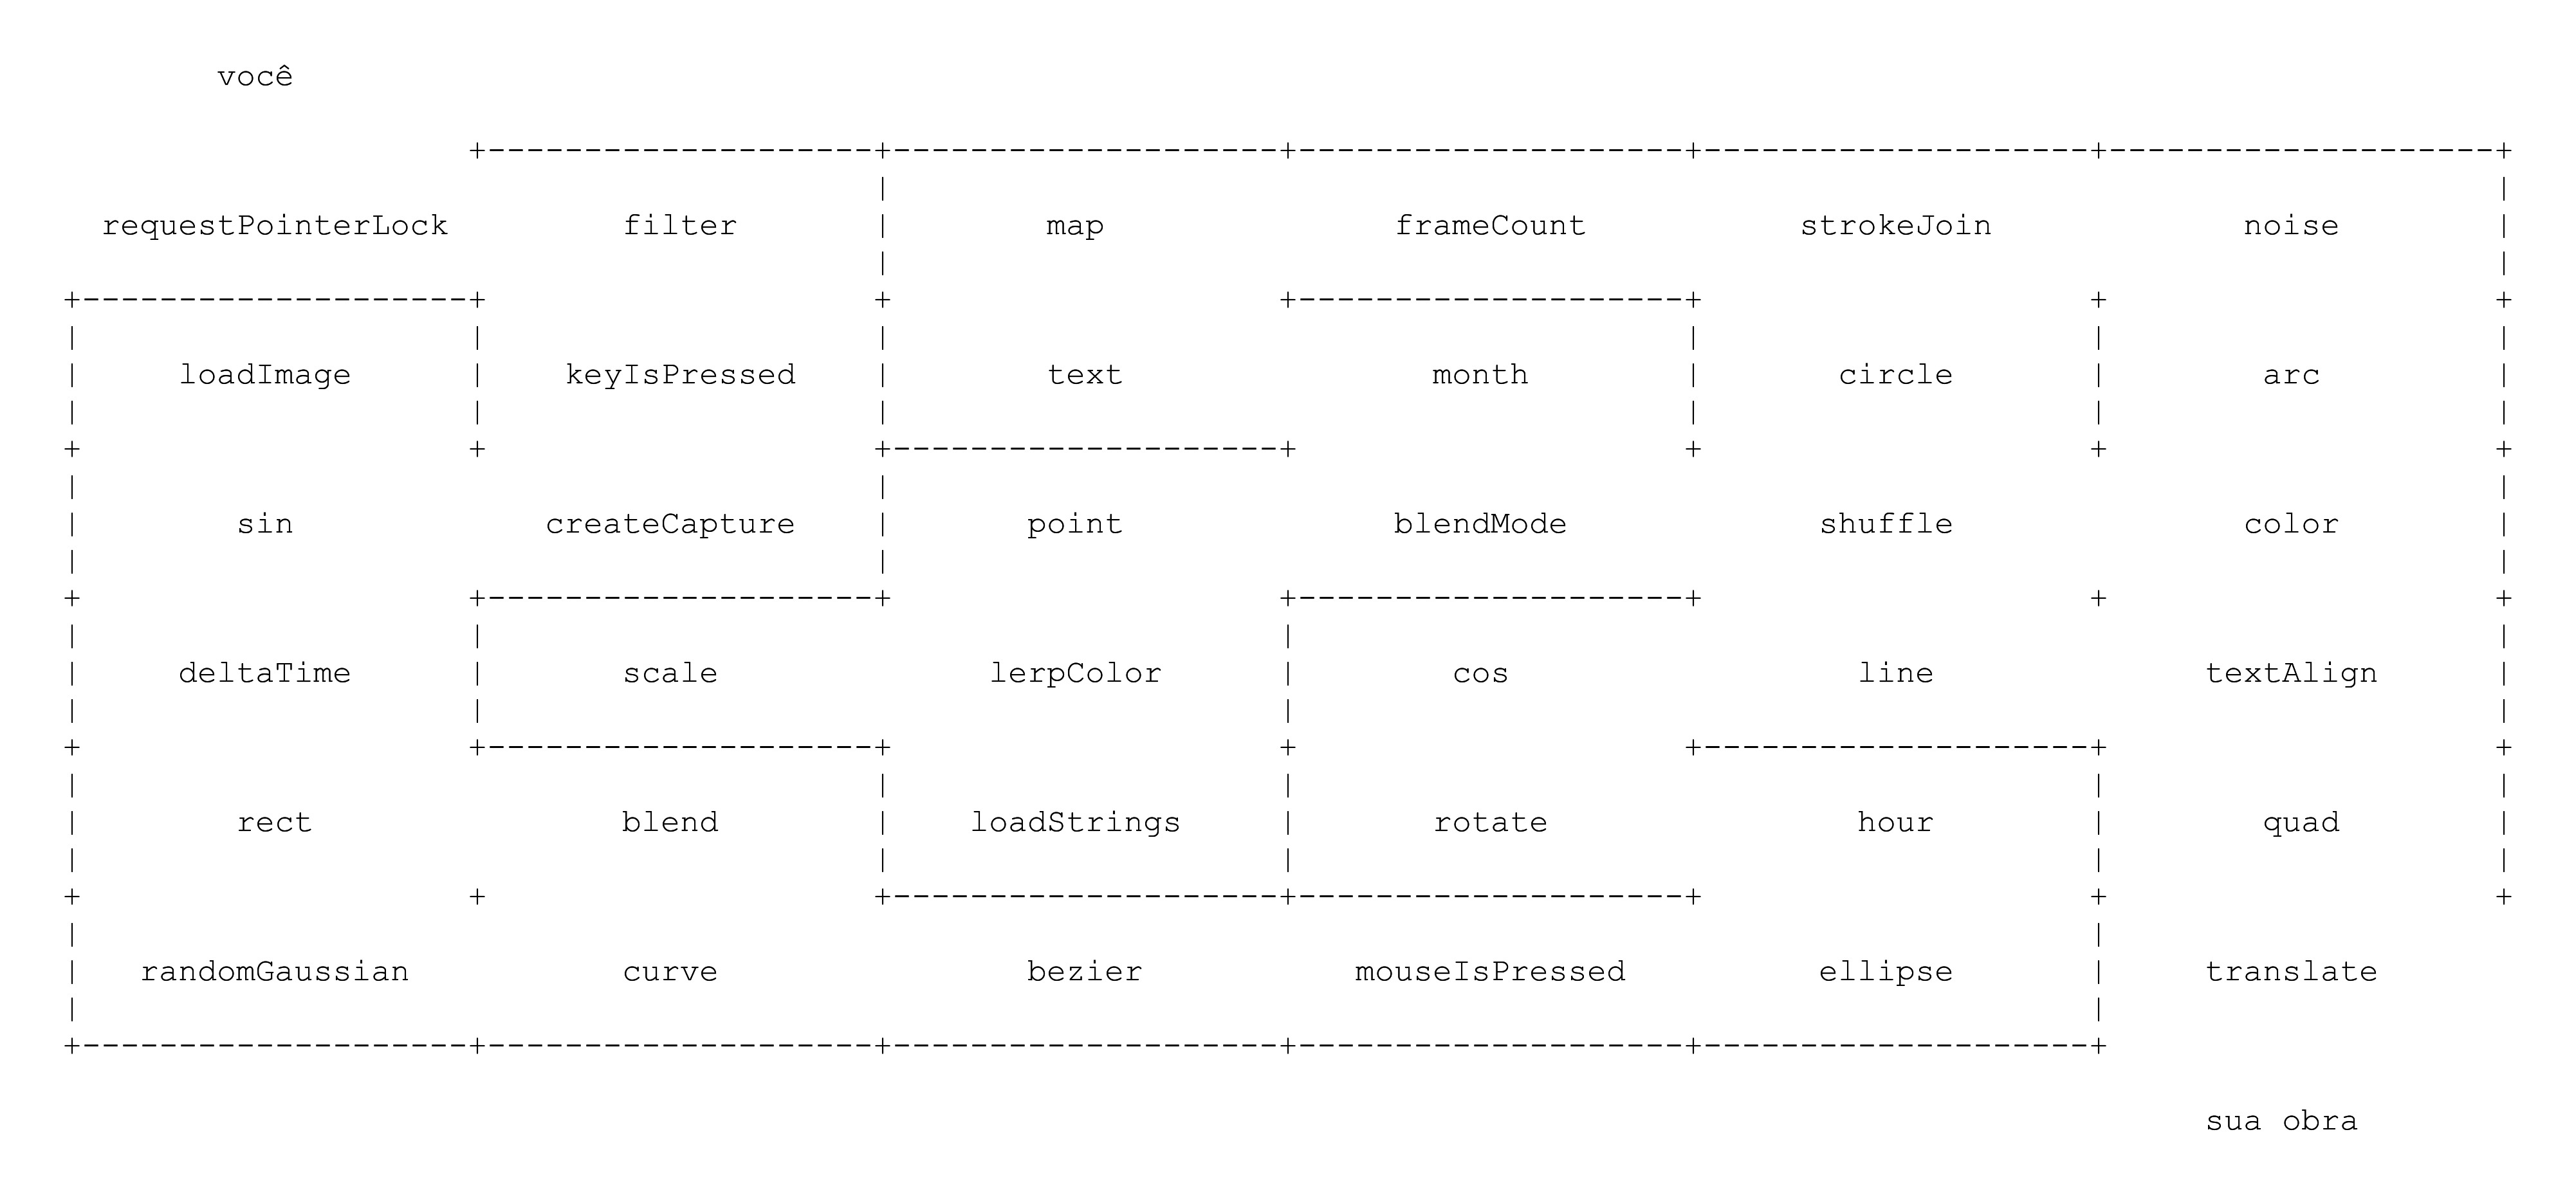 você
requestPointerLock filter map frameCount strokeJoin noise
loadImage keyIsPressed text month circle arc
sin createCapture point blendMode shuffle color
deltaTime scale lerpColor cos line textAlign
rect blend loadStrings rotate hour quad
randomGaussian curve bezier mouseIsPressed ellipse translate
sua obra